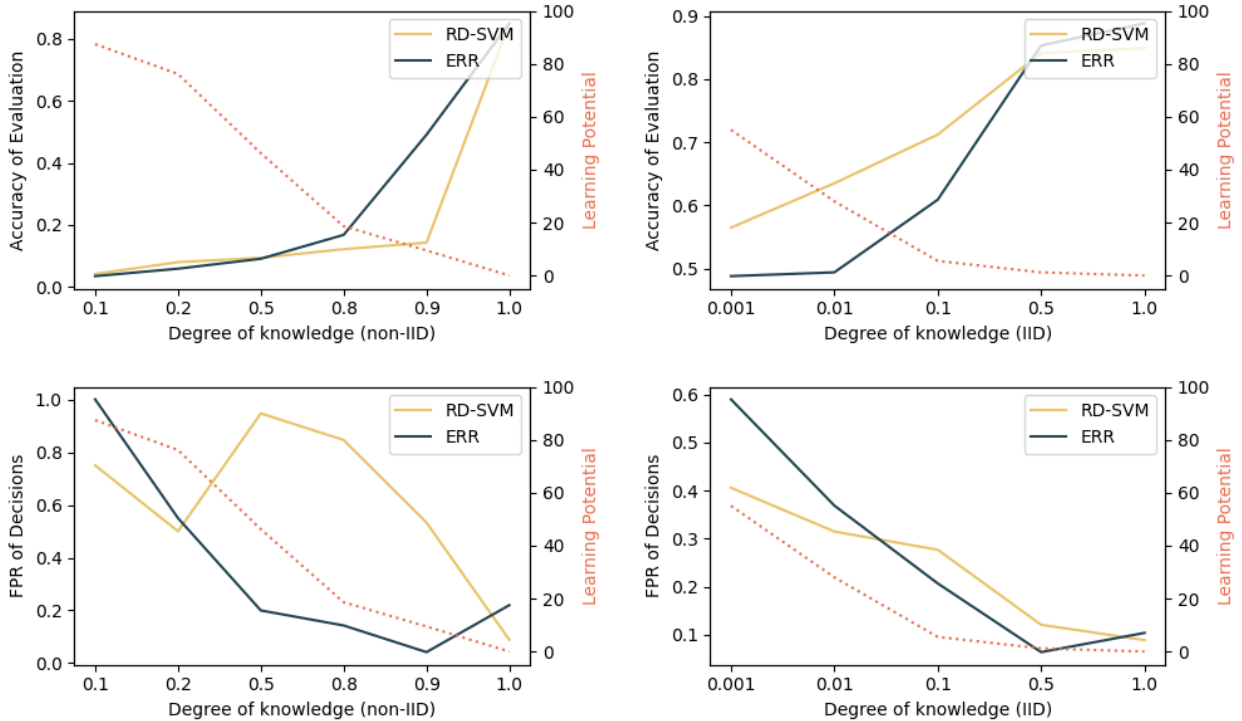 Accuracy of Evaluation
0.8
0.6
0.4
0.2
0.0
RD-SVM
ERR
100
80
60
40
20
0
Learning Potential
0.1 0.2 0.5 0.8 0.9 1.0
Degree of knowledge (non-IID)
Accuracy of Evaluation
0.9
0.8
0.7
0.6
0.5
RD-SVM
ERR
100
80
60
40
20
0
Learning Potential
0.001 0.01 0.1 0.5 1.0
Degree of knowledge (IID)
FPR of Decisions
1.0
0.8
0.6
0.4
0.2
0.0
RD-SVM
ERR
100
80
60
40
20
0
Learning Potential
0.1 0.2 0.5 0.8 0.9 1.0
Degree of knowledge (non-IID)
FPR of Decisions
0.6
0.5
0.4
0.3
0.2
0.1
RD-SVM
ERR
100
80
60
40
20
0
Learning Potential
0.001 0.01 0.1 0.5 1.0
Degree of knowledge (IID)